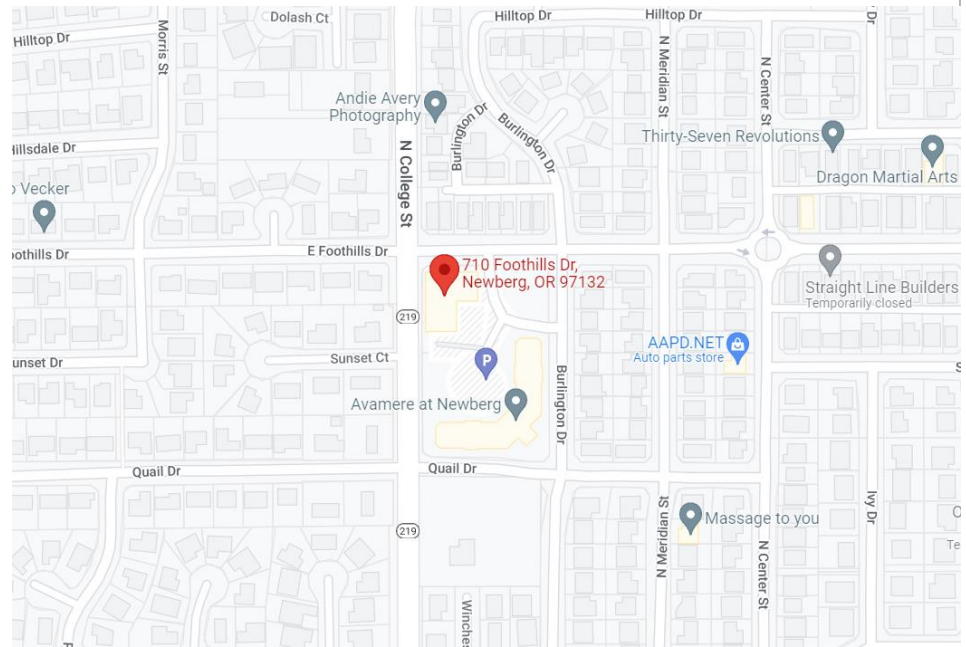 Dolash Ct
Hilltop Dr
Hilltop Dr
Hilltop Dr
Morris St
N Meridian St
N Center St
Dr
Andie Avery
Photography
Burlington Dr
Burlington Dr
Thirty-Seven Revolutions
Hillsdale Dr
N College St
Dragon Martial Arts
o Vecker
oothills Dr
E Foothills Dr
710 Foothills Dr,
Newberg, OR 97132
Straight Line Builders
Temporarily closed
219
AAPD.NET
Auto parts store
unset Dr
Sunset Ct
P
S
Avamere at Newberg
Burlington Dr
Quail Dr
Quail Dr
N Meridian St
Massage to you
Ivy Dr
219
N Center St
Te
Winches